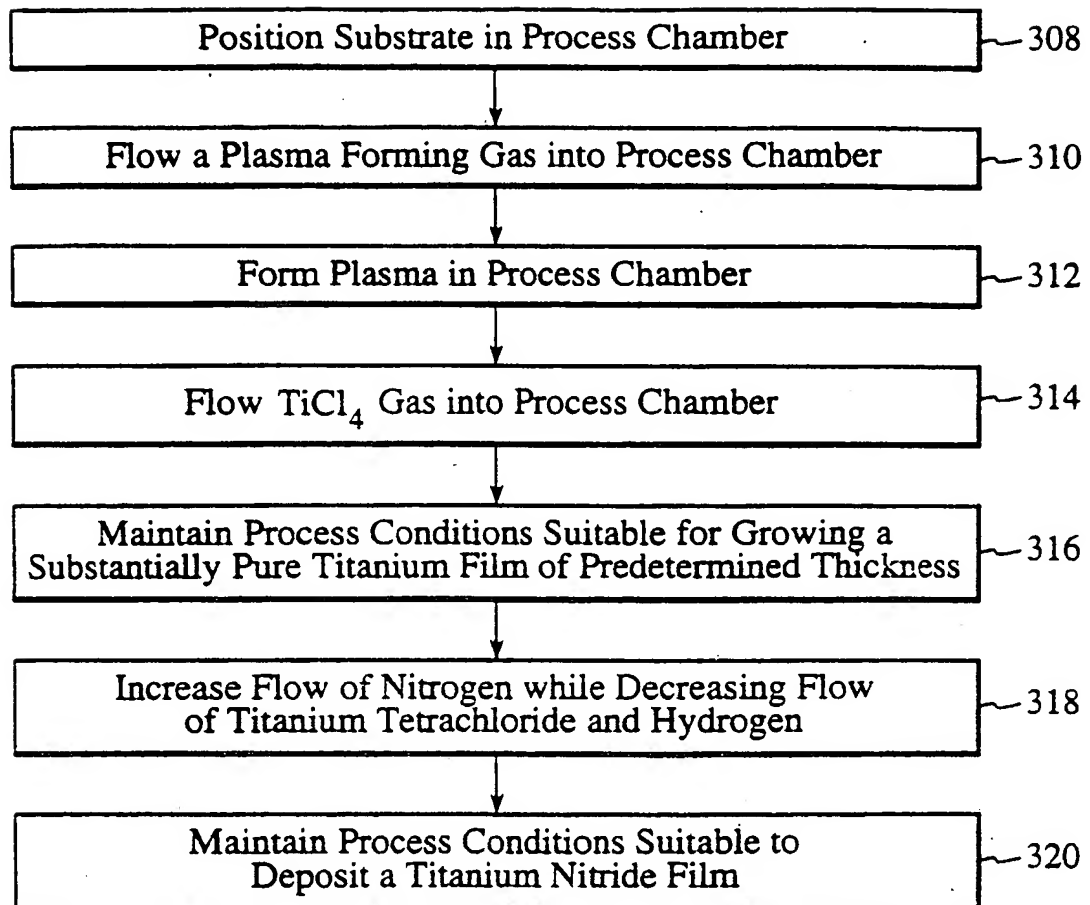 Position Substrate in Process Chamber
308
Flow a Plasma Forming Gas into Process Chamber
310
Form Plasma in Process Chamber
312
Flow TiCl4 Gas into Process Chamber
314
Maintain Process Conditions Suitable for Growing a
Substantially Pure Titanium Film of Predetermined Thickness
316
Increase Flow of Nitrogen while Decreasing Flow
of Titanium Tetrachloride and Hydrogen
318
Maintain Process Conditions Suitable to
Deposit a Titanium Nitride Film
320